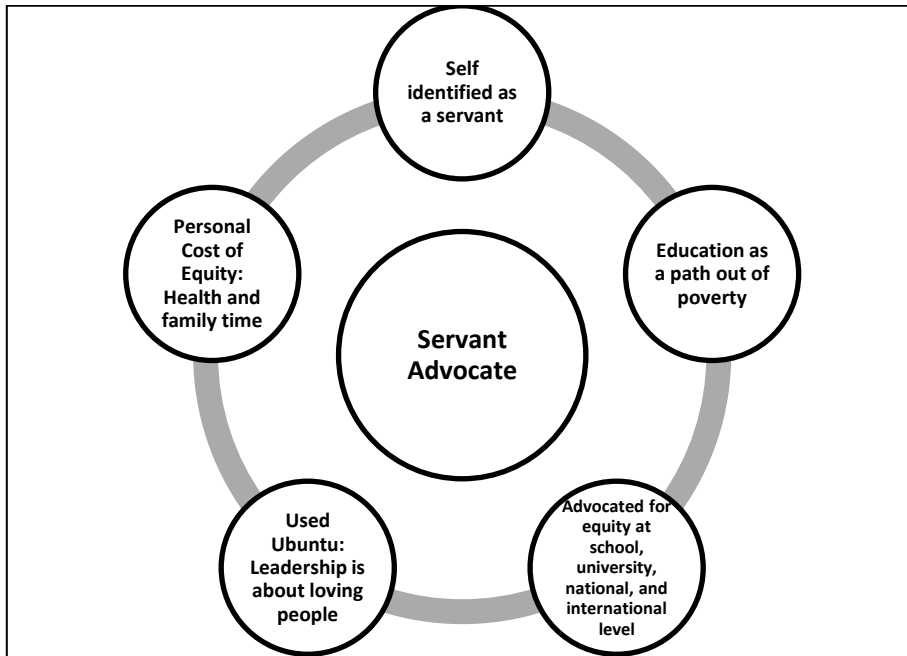 Self
identified as
a servant
Education as
a path out of
poverty
Advocated for
equity at
school,
university,
national, and
international
level
Used
Ubuntu:
Leadership is
about loving
people
Personal
Cost of
Equity:
Health and
family time
Servant
Advocate